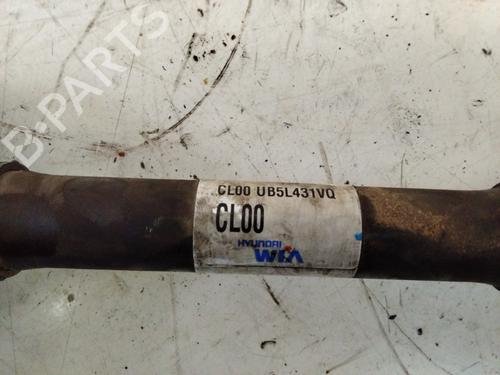 CL00 UB5L431VQ
CL00
HYUNDAI
WIA
B-PARTS